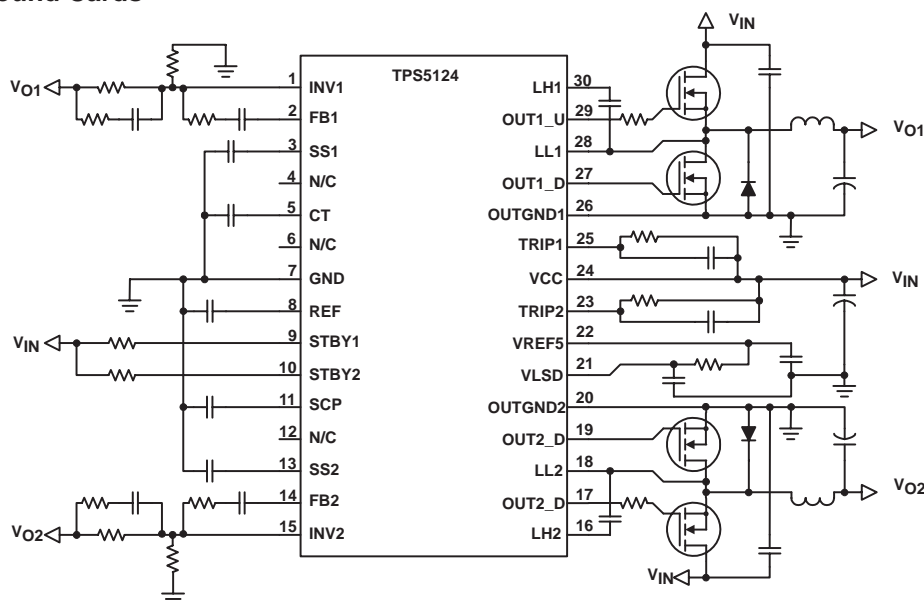 VIN
TPS5124
VO1
1 INV1
2 FB1
3 SS1
4 N/C
5 CT
6 N/C
7 GND
8 REF
VIN
9 STBY1
10 STBY2
11 SCP
12 N/C
13 SS2
14 FB2
VO2
15 INV2
LH1 30
OUT1_U 29
LL1 28
OUT1_D 27
OUTGND1 26
TRIP1 25
VCC 24
TRIP2 23
VREF5 22
VLSD 21
OUTGND2 20
OUT2_D 19
LL2 18
OUT2_D 17
LH2 16
VO1
VIN
VO2
VIN